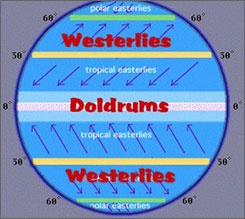 polar easterlies
60° 60°
Westerlies
30° 30°
tropical easterlies
0° Doldrums 0°
tropical easterlies
30° 30°
Westerlies
60° 60°
polar easterlies